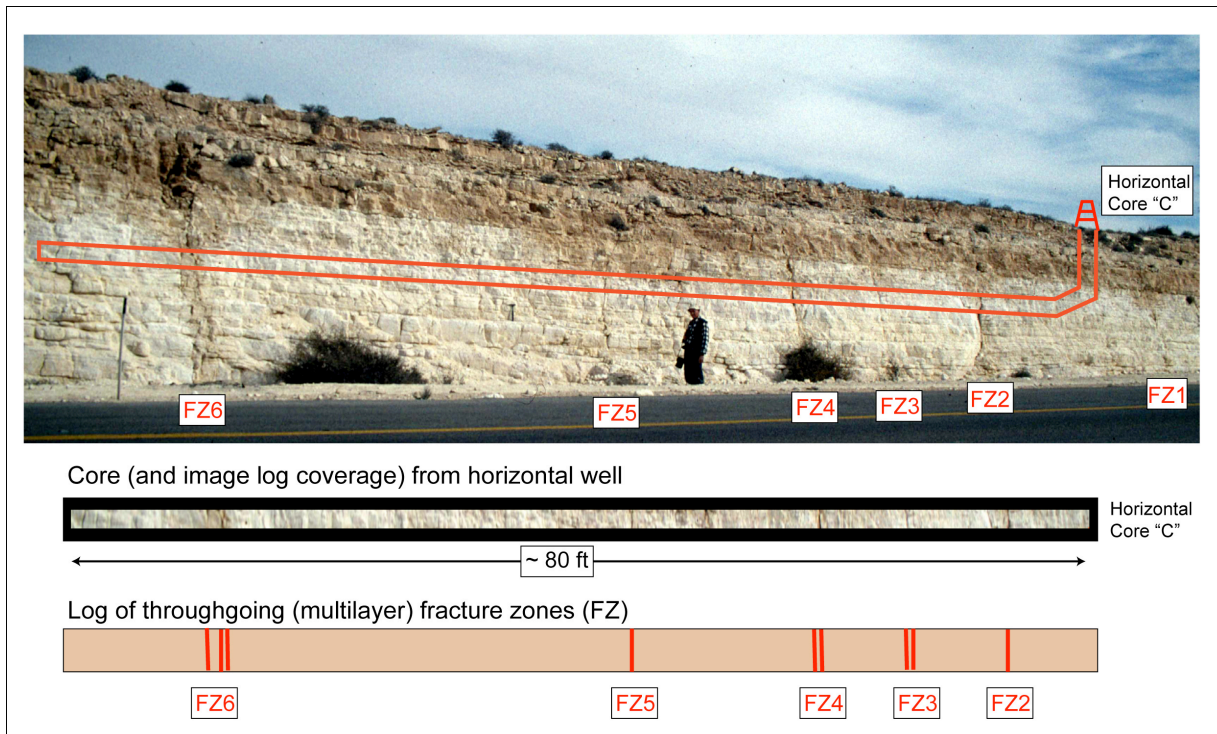 Horizontal
Core "C"
FZ6
FZ5
FZ4
FZ3
FZ2
FZ1
Core (and image log coverage) from horizontal well
Horizontal
Core "C"
~ 80 ft
Log of throughgoing (multilayer) fracture zones (FZ)
FZ6
FZ5
FZ4
FZ3
FZ2